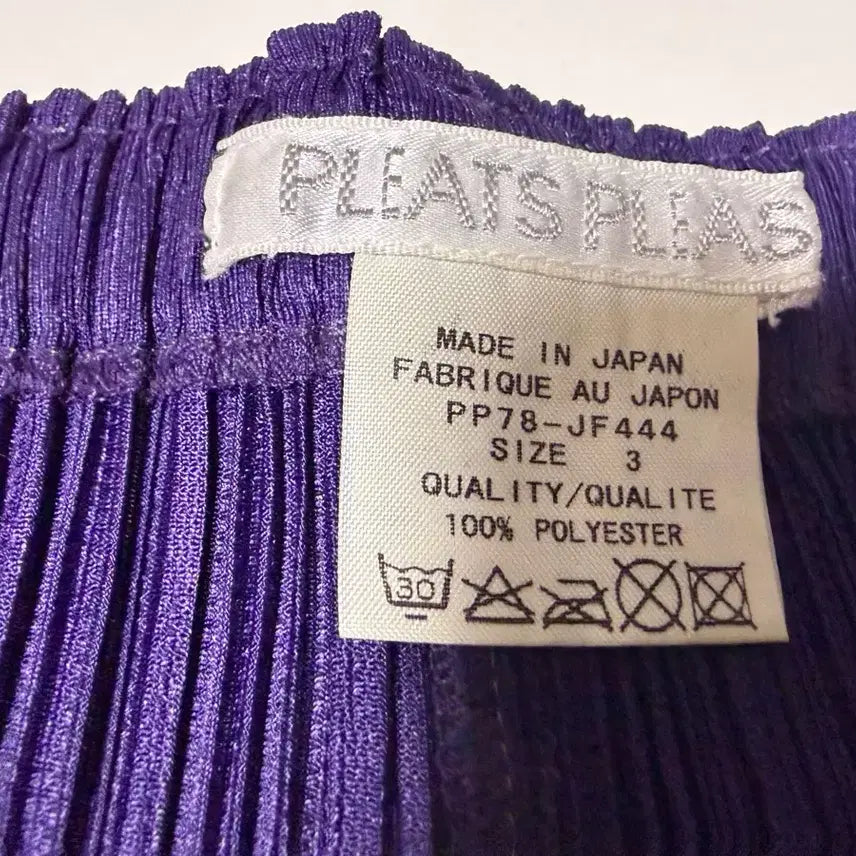 PLEATS PLEAS
MADE IN JAPAN
FABRIQUE AU JAPON
PP78-JF444
SIZE 3
QUALITY/QUALITE
100% POLYESTER
30